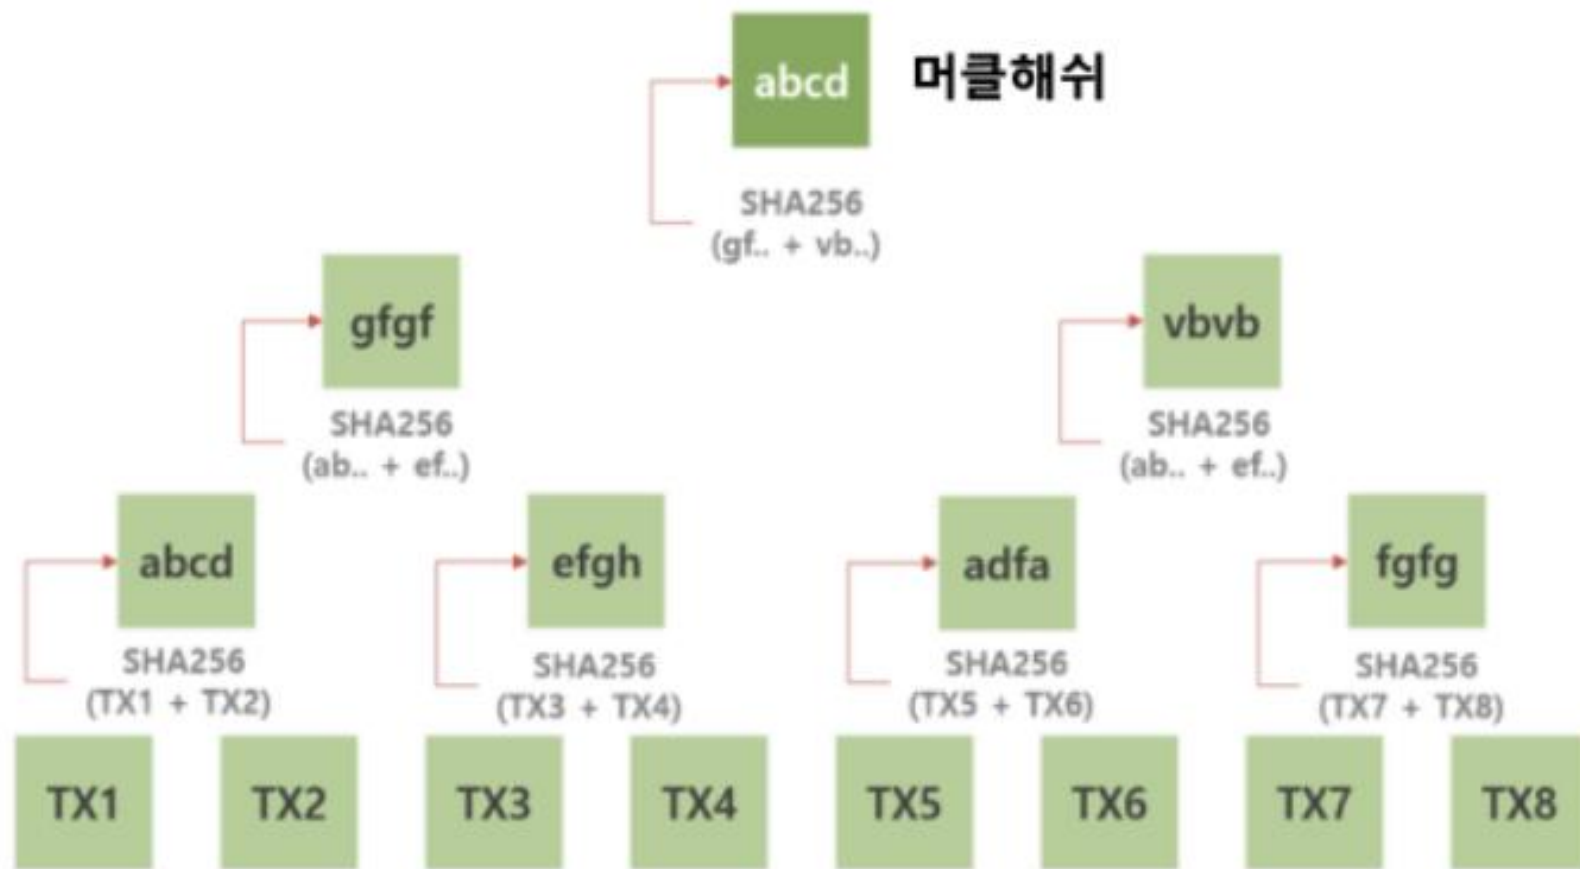 abcd 머클해쉬
SHA256
(gf.. + vb..)
gfgf vbvb
SHA256 SHA256
(ab.. + ef..) (ab.. + ef..)
abcd efgh adfa fgfg
SHA256 SHA256 SHA256 SHA256
(TX1 + TX2) (TX3 + TX4) (TX5 + TX6) (TX7 + TX8)
TX1 TX2 TX3 TX4 TX5 TX6 TX7 TX8